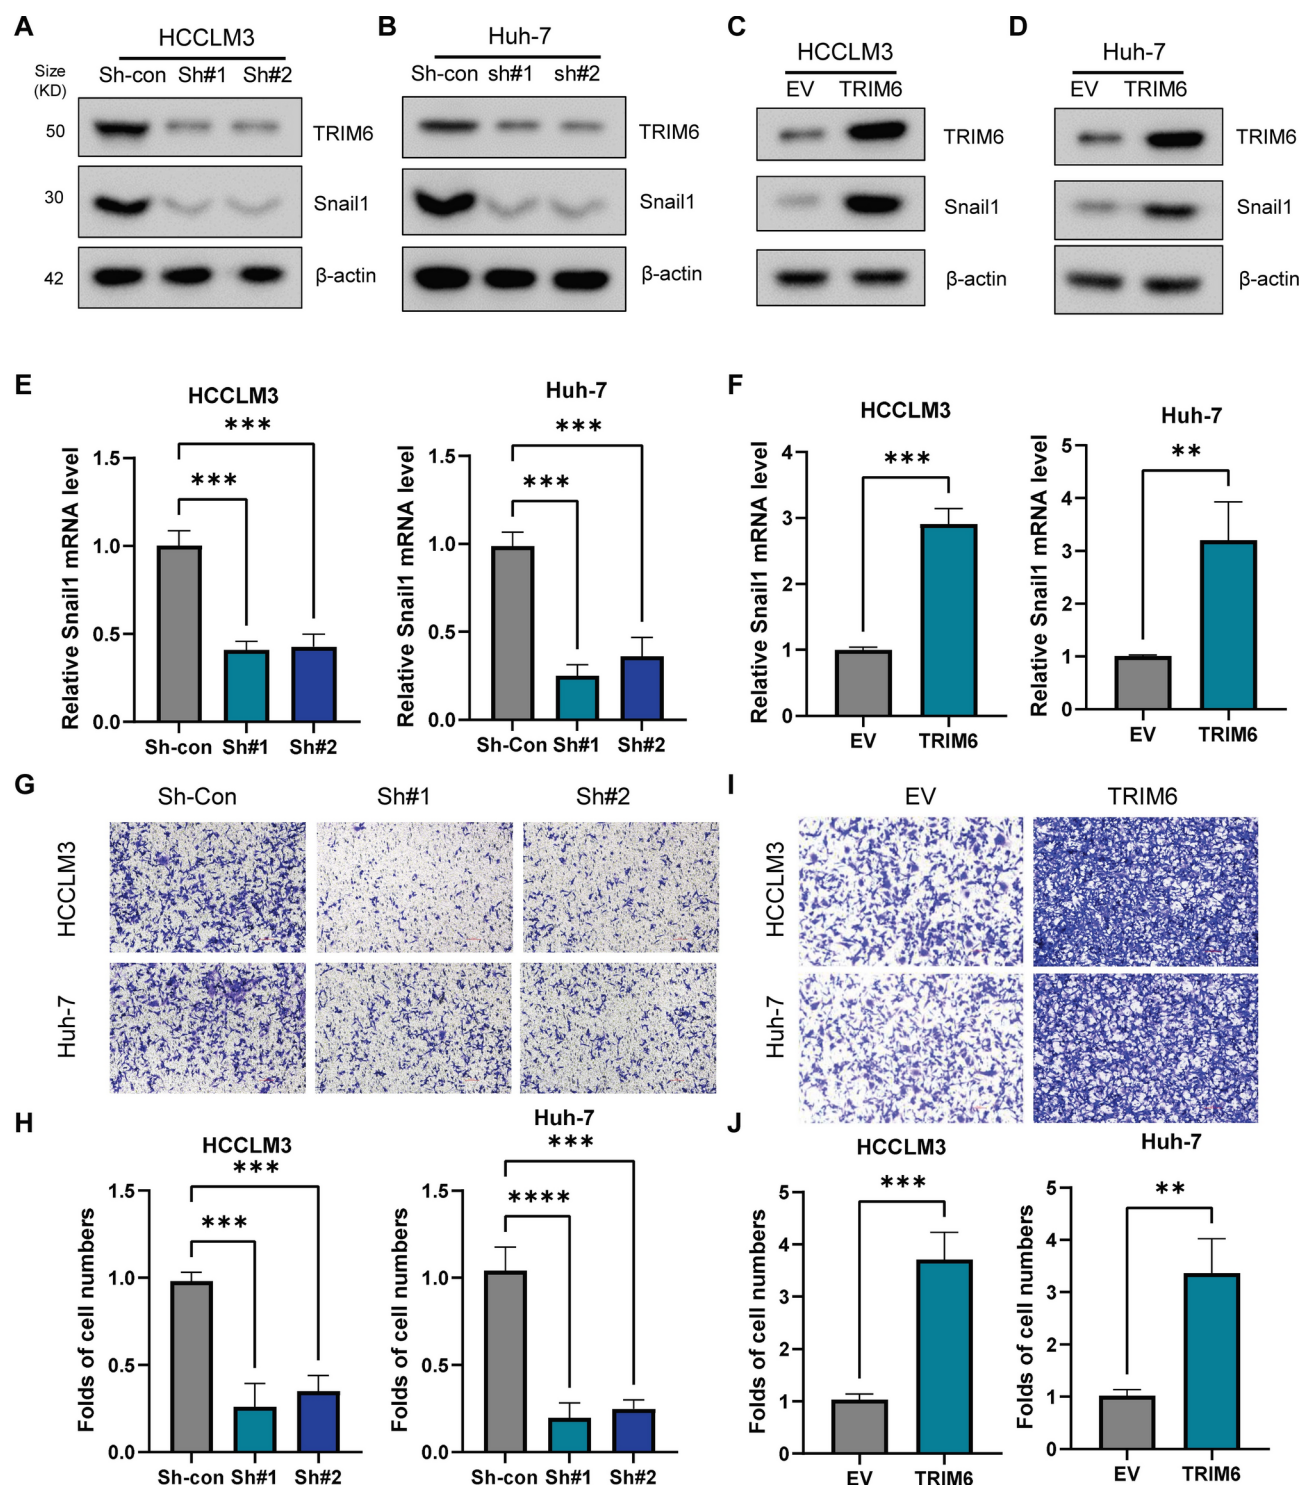 A
HCCLM3
Size
(KD)
Sh-con Sh#1 Sh#2
50
TRIM6
30
Snail1
42
β-actin
B
Huh-7
Sh-con sh#1 sh#2
TRIM6
Snail1
β-actin
C
HCCLM3
EV TRIM6
TRIM6
Snail1
β-actin
D
Huh-7
EV TRIM6
TRIM6
Snail1
β-actin
E
HCCLM3
***
***
Relative Snail1 mRNA level
1.5
1.0
0.5
0.0
Sh-con Sh#1 Sh#2
Huh-7
***
***
Relative Snail1 mRNA level
1.5
1.0
0.5
0.0
Sh-Con Sh#1 Sh#2
F
HCCLM3
***
Relative Snail1 mRNA level
4
3
2
1
0
EV TRIM6
Huh-7
**
Relative Snail1 mRNA level
5
4
3
2
1
0
EV TRIM6
G
Sh-Con Sh#1 Sh#2
HCCLM3
Huh-7
I
EV TRIM6
HCCLM3
Huh-7
H
HCCLM3
***
***
Folds of cell numbers
1.5
1.0
0.5
0.0
Sh-con Sh#1 Sh#2
Huh-7
***
****
Folds of cell numbers
1.5
1.0
0.5
0.0
Sh-con Sh#1 Sh#2
J
HCCLM3
***
Folds of cell numbers
5
4
3
2
1
0
EV TRIM6
Huh-7
**
Folds of cell numbers
5
4
3
2
1
0
EV TRIM6